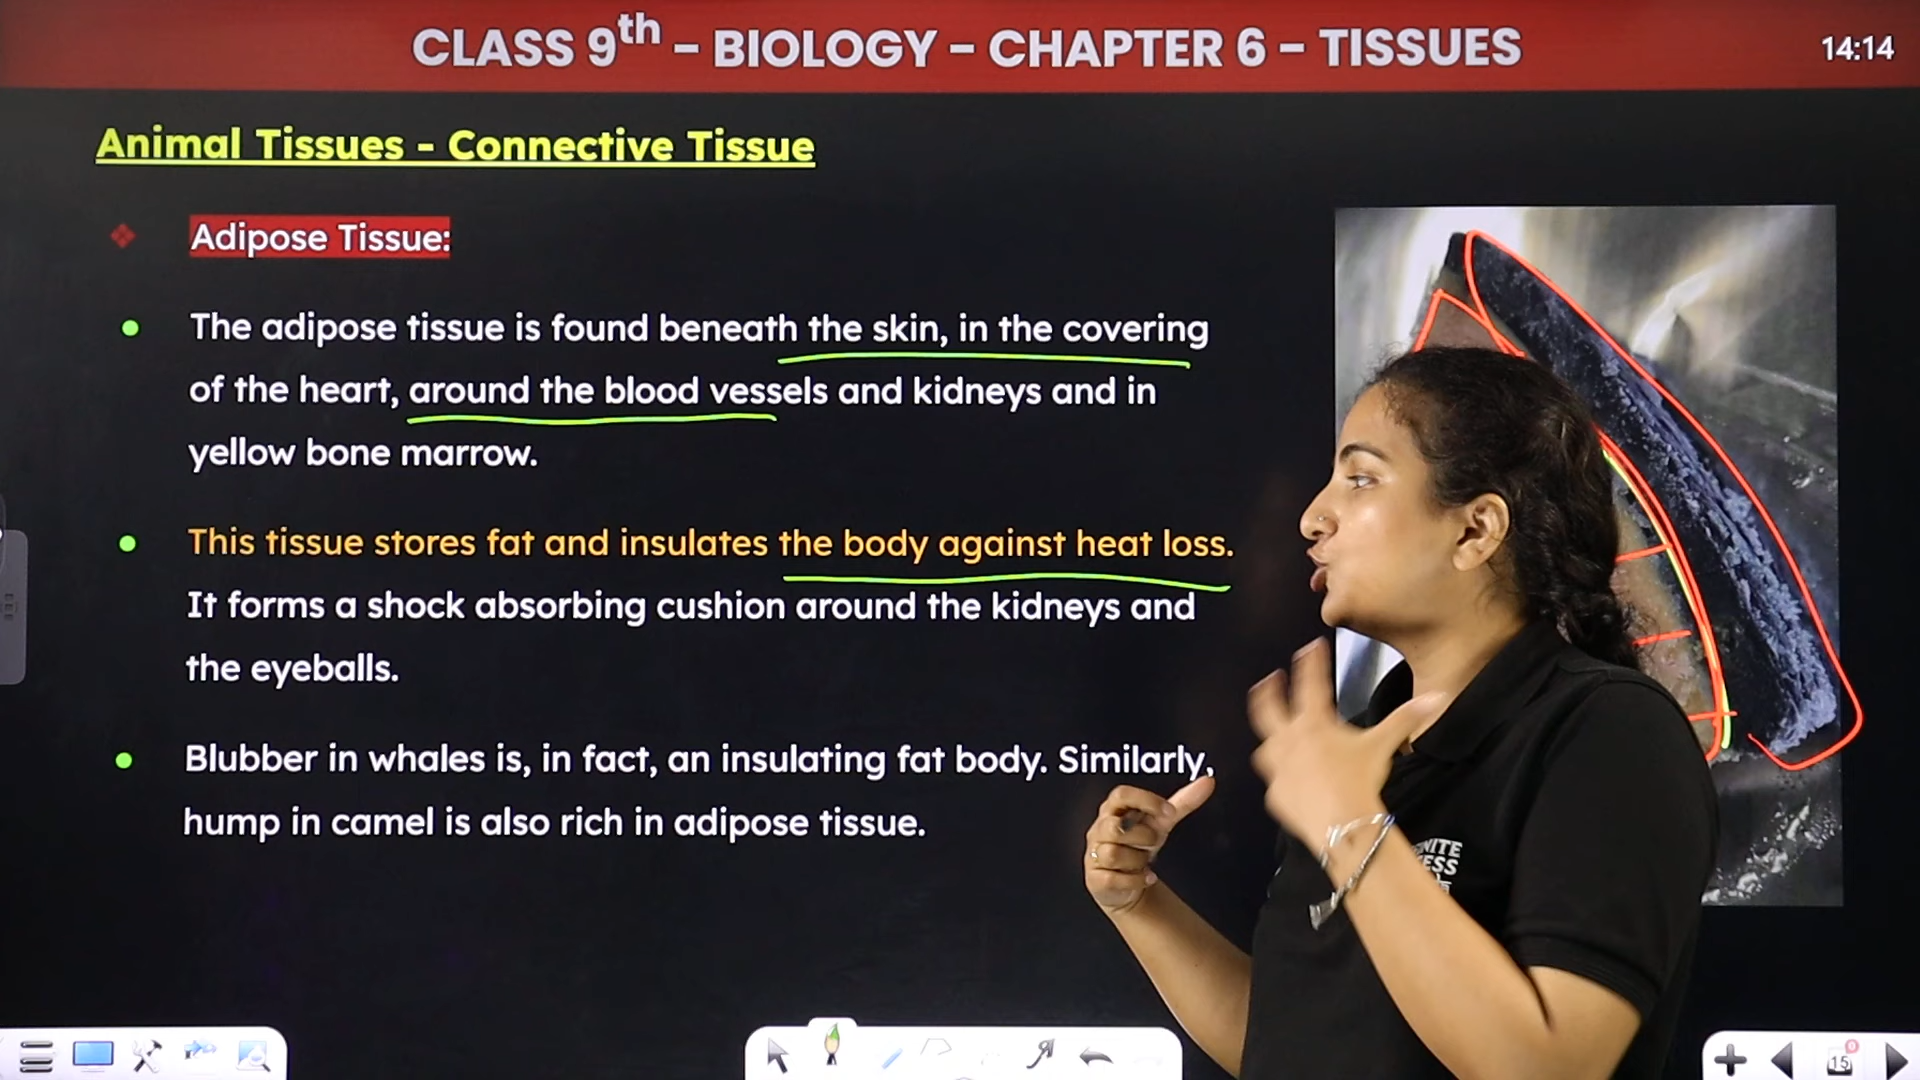 CLASS 9th – BIOLOGY – CHAPTER 6 – TISSUES
14:14
Animal Tissues - Connective Tissue
Adipose Tissue:
The adipose tissue is found beneath the skin, in the covering
of the heart, around the blood vessels and kidneys and in
yellow bone marrow.
This tissue stores fat and insulates the body against heat loss.
It forms a shock absorbing cushion around the kidneys and
the eyeballs.
Blubber in whales is, in fact, an insulating fat body. Similarly,
hump in camel is also rich in adipose tissue.
15
0